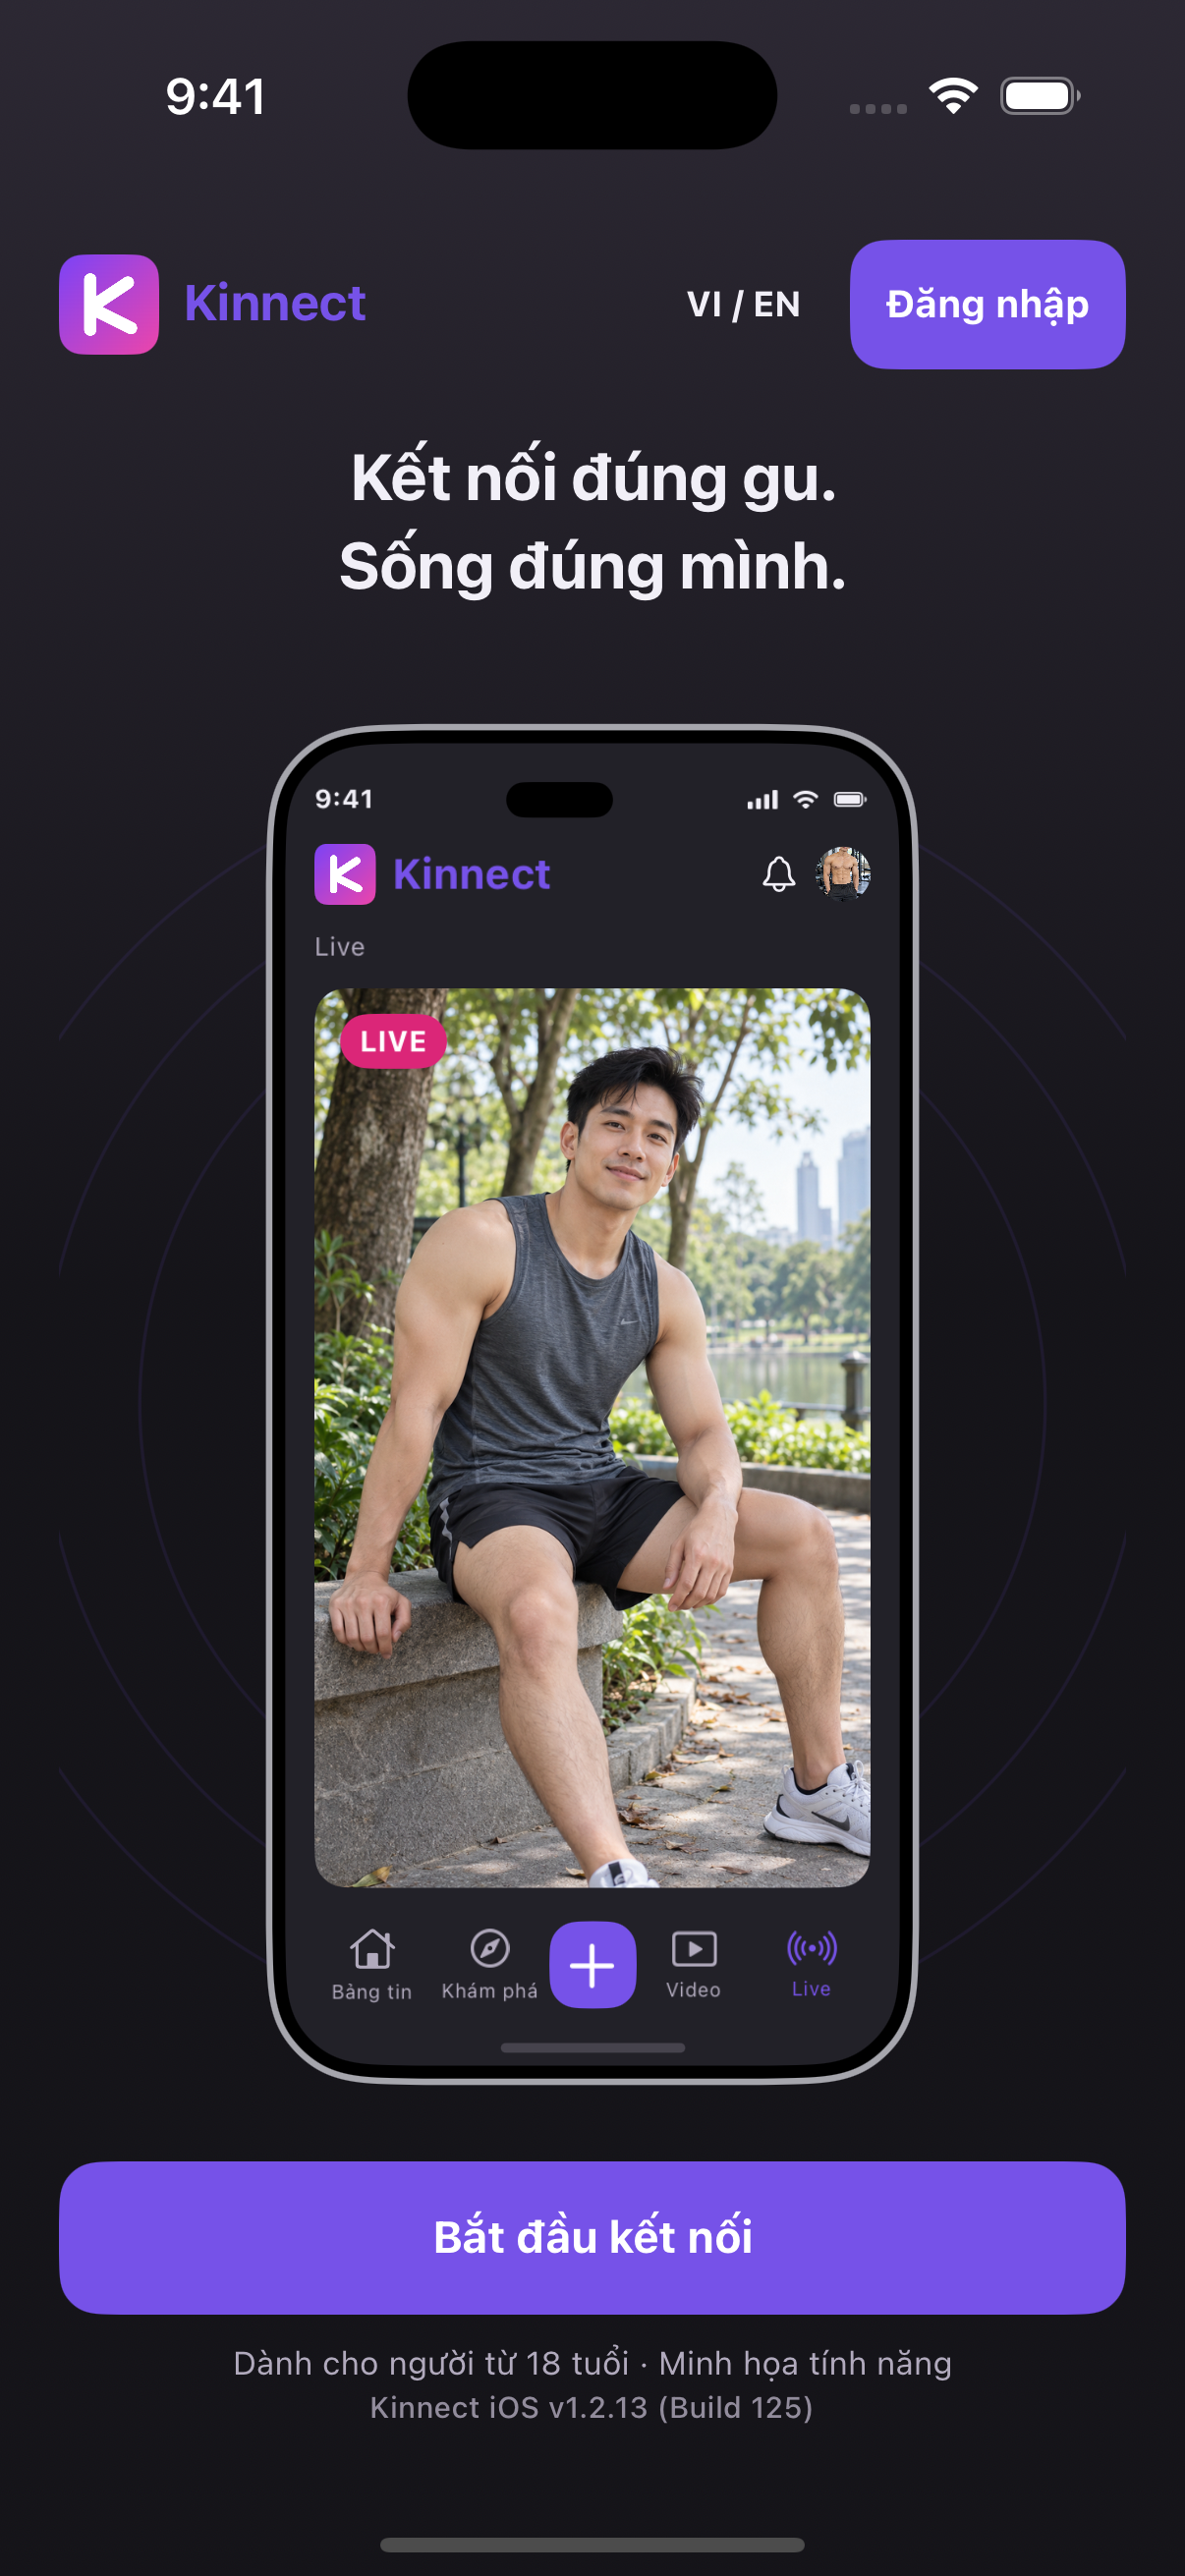 9:41
Kinnect
VI / EN
Đăng nhập
Kết nối đúng gu.
Sống đúng mình.
9:41
Kinnect
Live
LIVE
Bảng tin
Khám phá
Video
Live
Bắt đầu kết nối
Dành cho người từ 18 tuổi · Minh họa tính năng
Kinnect iOS v1.2.13 (Build 125)